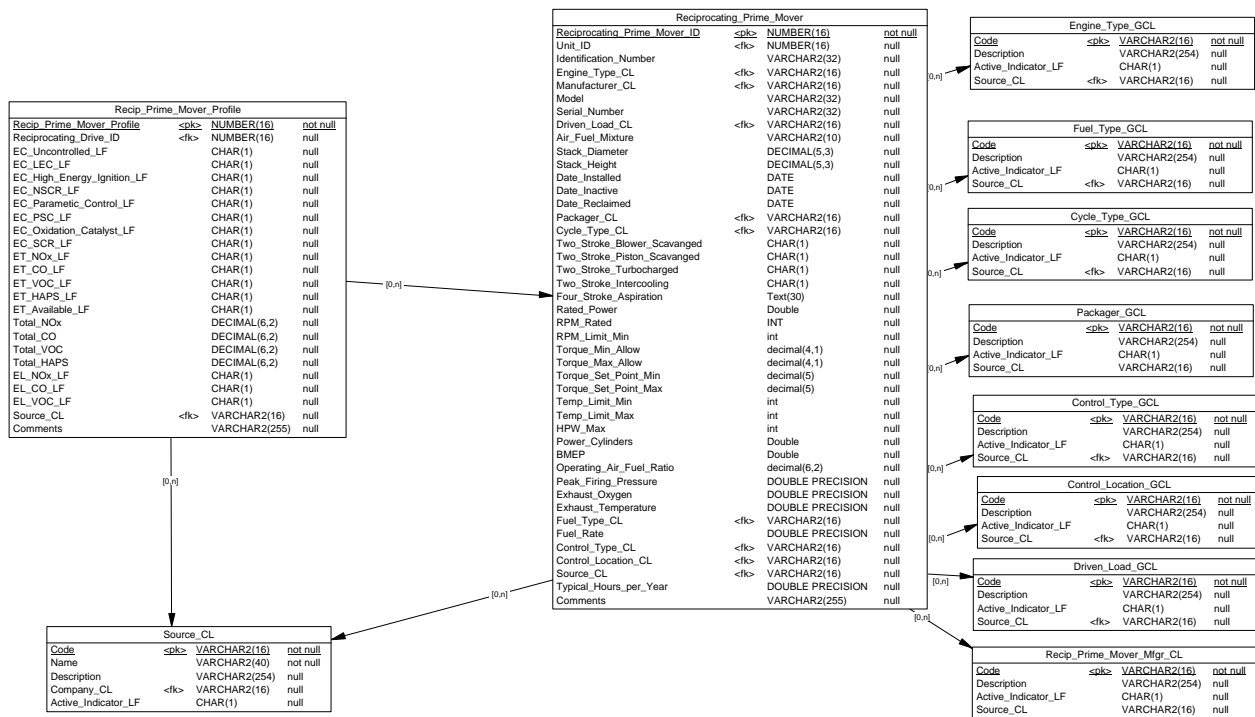 Recip_Prime_Mover_Profile
Recip_Prime_Mover_Profile <pk> NUMBER(16) not null
Reciprocating_Drive_ID <fk> NUMBER(16) null
EC_Uncontrolled_LF CHAR(1) null
EC_LEC_LF CHAR(1) null
EC_High_Energy_Ignition_LF CHAR(1) null
EC_NSCR_LF CHAR(1) null
EC_Parametic_Control_LF CHAR(1) null
EC_PSC_LF CHAR(1) null
EC_Oxidation_Catalyst_LF CHAR(1) null
EC_SCR_LF CHAR(1) null
ET_NOx_LF CHAR(1) null
ET_CO_LF CHAR(1) null
ET_VOC_LF CHAR(1) null
ET_HAPS_LF CHAR(1) null
ET_Available_LF CHAR(1) null
Total_NOx DECIMAL(6,2) null
Total_CO DECIMAL(6,2) null
Total_VOC DECIMAL(6,2) null
Total_HAPS DECIMAL(6,2) null
EL_NOx_LF CHAR(1) null
EL_CO_LF CHAR(1) null
EL_VOC_LF CHAR(1) null
Source_CL <fk> VARCHAR2(16) null
Comments VARCHAR2(255) null
[0,n]
[0,n]
Source_CL
Code <pk> VARCHAR2(16) not null
Name VARCHAR2(40) not null
Description VARCHAR2(254) null
Company_CL <fk> VARCHAR2(16) null
Active_Indicator_LF CHAR(1) null
Reciprocating_Prime_Mover
Reciprocating_Prime_Mover_ID <pk> NUMBER(16) not null
Unit_ID <fk> NUMBER(16) null
Identification_Number VARCHAR2(32) null
Engine_Type_CL <fk> VARCHAR2(16) null
Manufacturer_CL <fk> VARCHAR2(16) null
Model VARCHAR2(32) null
Serial_Number VARCHAR2(32) null
Driven_Load_CL <fk> VARCHAR2(16) null
Air_Fuel_Mixture VARCHAR2(10) null
Stack_Diameter DECIMAL(5,3) null
Stack_Height DECIMAL(5,3) null
Date_Installed DATE null
Date_Inactive DATE null
Date_Reclaimed DATE null
Packager_CL <fk> VARCHAR2(16) null
Cycle_Type_CL <fk> VARCHAR2(16) null
Two_Stroke_Blower_Scavanged CHAR(1) null
Two_Stroke_Piston_Scavanged CHAR(1) null
Two_Stroke_Turbocharged CHAR(1) null
Two_Stroke_Intercooling CHAR(1) null
Four_Stroke_Aspiration Text(30) null
Rated_Power Double null
RPM_Rated INT null
RPM_Limit_Min int null
Torque_Min_Allow decimal(4,1) null
Torque_Max_Allow decimal(4,1) null
Torque_Set_Point_Min decimal(5) null
Torque_Set_Point_Max decimal(5) null
Temp_Limit_Min int null
Temp_Limit_Max int null
HPW_Max int null
Power_Cylinders Double null
BMEP Double null
Operating_Air_Fuel_Ratio decimal(6,2) null
Peak_Firing_Pressure DOUBLE PRECISION null
Exhaust_Oxygen DOUBLE PRECISION null
Exhaust_Temperature DOUBLE PRECISION null
Fuel_Type_CL <fk> VARCHAR2(16) null
Fuel_Rate DOUBLE PRECISION null
Control_Type_CL <fk> VARCHAR2(16) null
Control_Location_CL <fk> VARCHAR2(16) null
Source_CL <fk> VARCHAR2(16) null
Typical_Hours_per_Year DOUBLE PRECISION null
Comments VARCHAR2(255) null
[0,n]
Engine_Type_GCL
Code <pk> VARCHAR2(16) not null
Description VARCHAR2(254) null
Active_Indicator_LF CHAR(1) null
Source_CL <fk> VARCHAR2(16) null
[0,n]
Fuel_Type_GCL
Code <pk> VARCHAR2(16) not null
Description VARCHAR2(254) null
Active_Indicator_LF CHAR(1) null
Source_CL <fk> VARCHAR2(16) null
[0,n]
Cycle_Type_GCL
Code <pk> VARCHAR2(16) not null
Description VARCHAR2(254) null
Active_Indicator_LF CHAR(1) null
Source_CL <fk> VARCHAR2(16) null
[0,n]
Packager_GCL
Code <pk> VARCHAR2(16) not null
Description VARCHAR2(254) null
Active_Indicator_LF CHAR(1) null
Source_CL VARCHAR2(16) null
[0,n]
Control_Type_GCL
Code <pk> VARCHAR2(16) not null
Description VARCHAR2(254) null
Active_Indicator_LF CHAR(1) null
Source_CL <fk> VARCHAR2(16) null
[0,n]
Control_Location_GCL
Code <pk> VARCHAR2(16) not null
Description VARCHAR2(254) null
Active_Indicator_LF CHAR(1) null
Source_CL <fk> VARCHAR2(16) null
[0,n]
Driven_Load_GCL
Code <pk> VARCHAR2(16) not null
Description VARCHAR2(254) null
Active_Indicator_LF CHAR(1) null
Source_CL <fk> VARCHAR2(16) null
[0,n]
Recip_Prime_Mover_Mfgr_CL
Code <pk> VARCHAR2(16) not null
Description VARCHAR2(254) null
Active_Indicator_LF CHAR(1) null
Source_CL VARCHAR2(16) null
[0,n]